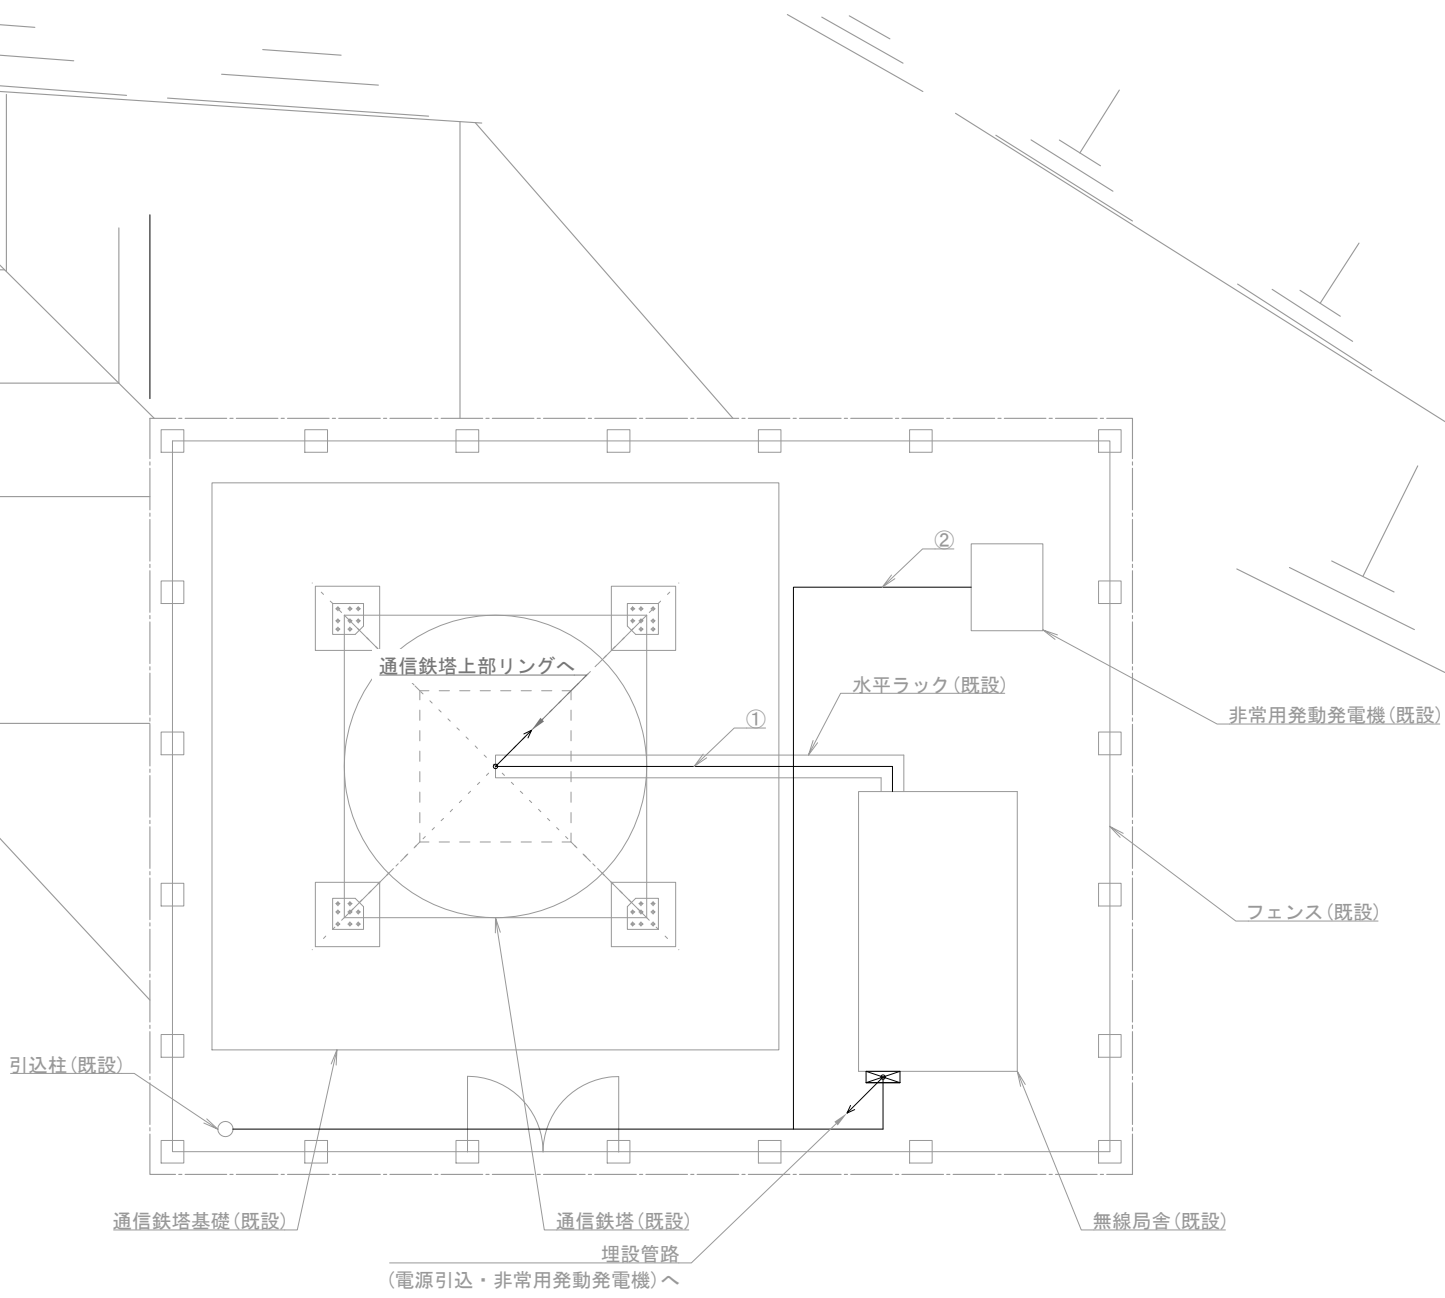 ②
通信鉄塔上部リングへ
水平ラック(既設)
①
非常用発動発電機(既設)
フェンス(既設)
引込柱(既設)
通信鉄塔基礎(既設)
通信鉄塔(既設)
無線局舎(既設)
埋設管路
(電源引込・非常用発動発電機)へ